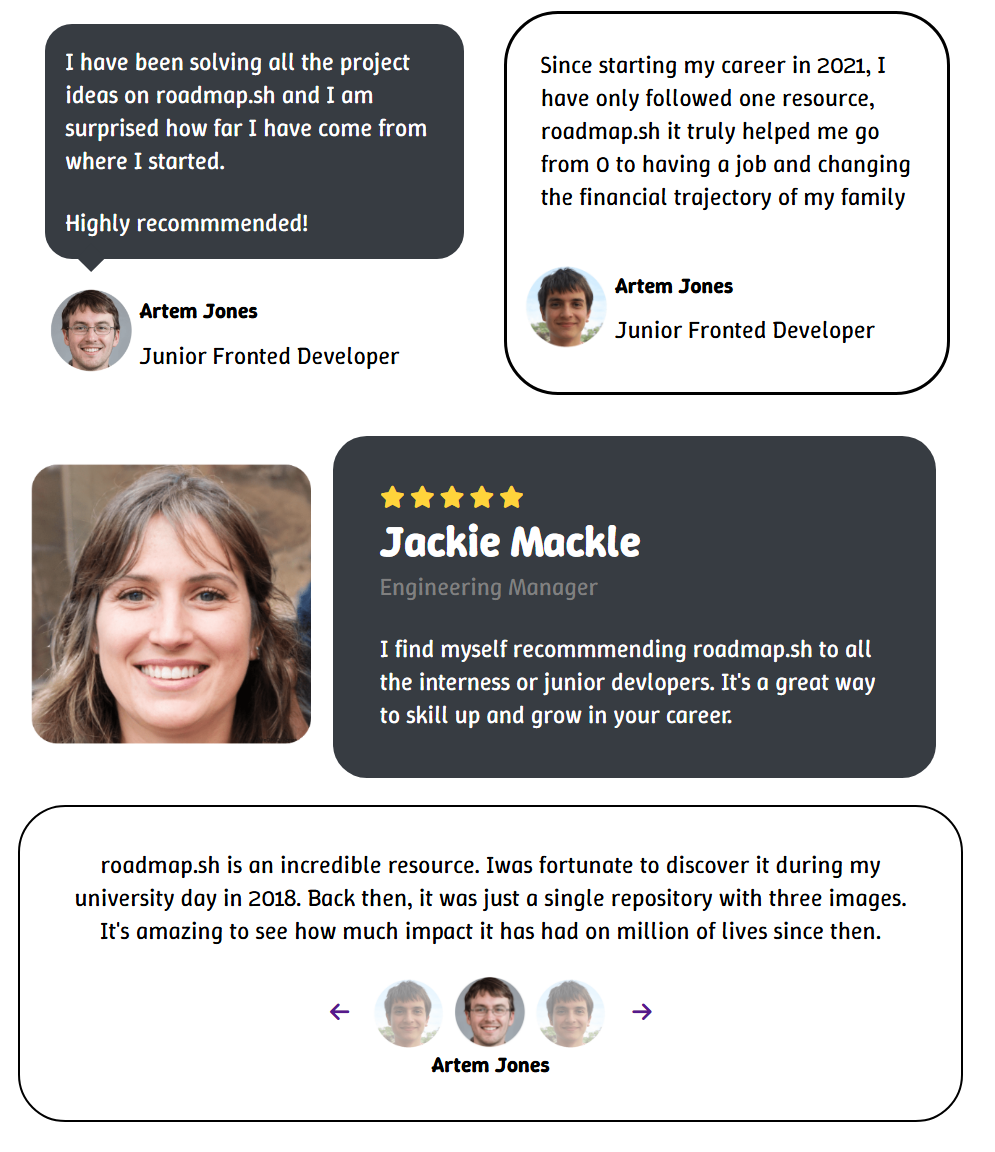 I have been solving all the project
ideas on roadmap.sh and I am
surprised how far I have come from
where I started.
Highly recommmended!
Artem Jones
Junior Fronted Developer
Since starting my career in 2021, I
have only followed one resource,
roadmap.sh it truly helped me go
from 0 to having a job and changing
the financial trajectory of my family
Artem Jones
Junior Fronted Developer
Jackie Mackle
Engineering Manager
I find myself recommmending roadmap.sh to all
the interness or junior devlopers. It's a great way
to skill up and grow in your career.
roadmap.sh is an incredible resource. Iwas fortunate to discover it during my
university day in 2018. Back then, it was just a single repository with three images.
It's amazing to see how much impact it has had on million of lives since then.
Artem Jones